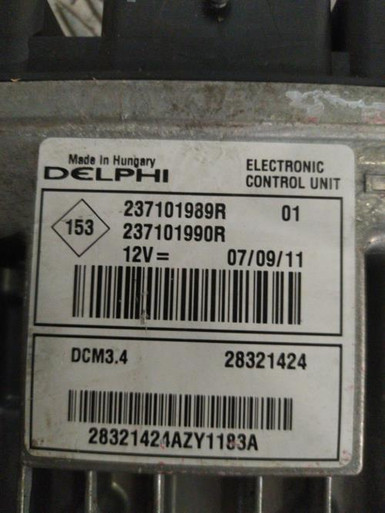 Made in Hungary
DELPHI
ELECTRONIC
CONTROL UNIT
153
237101989R 01
237101990R
12V= 07/09/11
DCM3.4 28321424
28321424AZY1183A